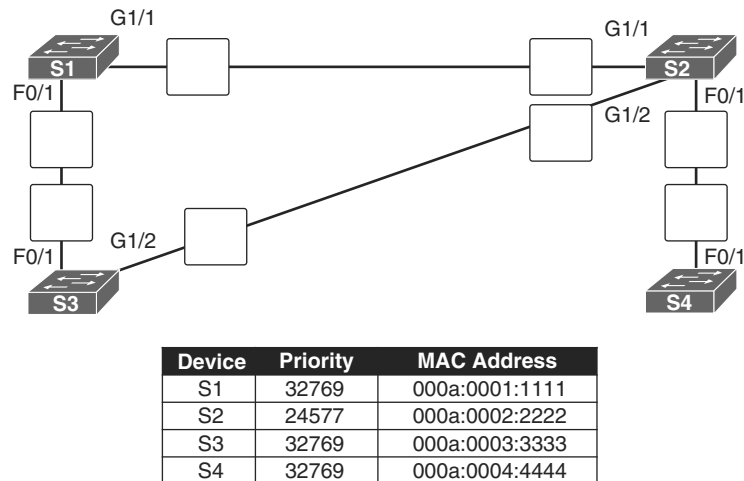 G1/1
G1/1
S1
S2
F0/1
F0/1
G1/2
G1/2
F0/1
F0/1
S3
S4
Device Priority MAC Address
S1 32769 000a:0001:1111
S2 24577 000a:0002:2222
S3 32769 000a:0003:3333
S4 32769 000a:0004:4444